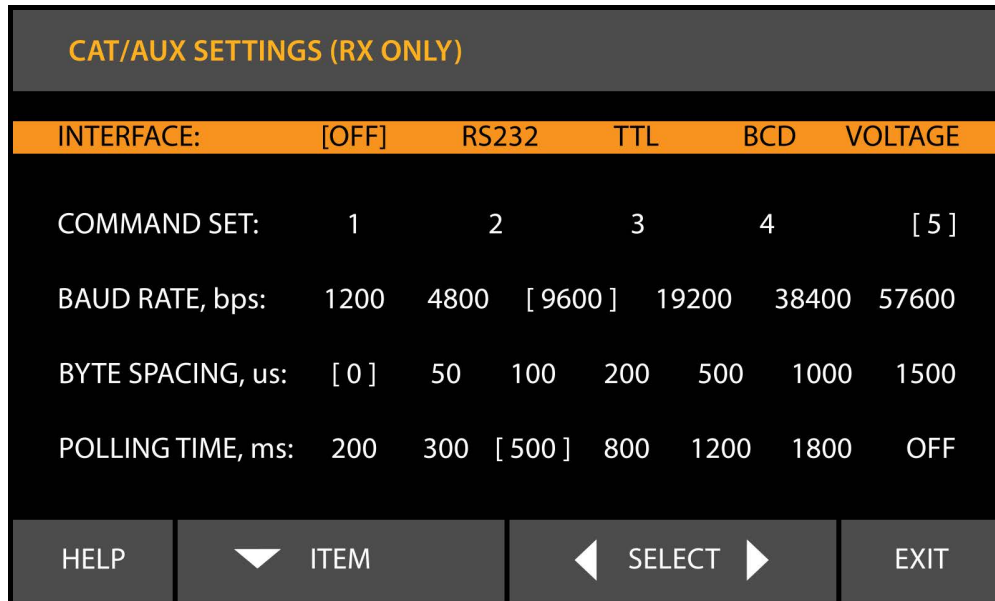 CAT/AUX SETTINGS (RX ONLY)
INTERFACE: [OFF] RS232 TTL BCD VOLTAGE
COMMAND SET: 1 2 3 4 [ 5 ]
BAUD RATE, bps: 1200 4800 [ 9600 ] 19200 38400 57600
BYTE SPACING, us: [ 0 ] 50 100 200 500 1000 1500
POLLING TIME, ms: 200 300 [ 500 ] 800 1200 1800 OFF
HELP ITEM SELECT EXIT